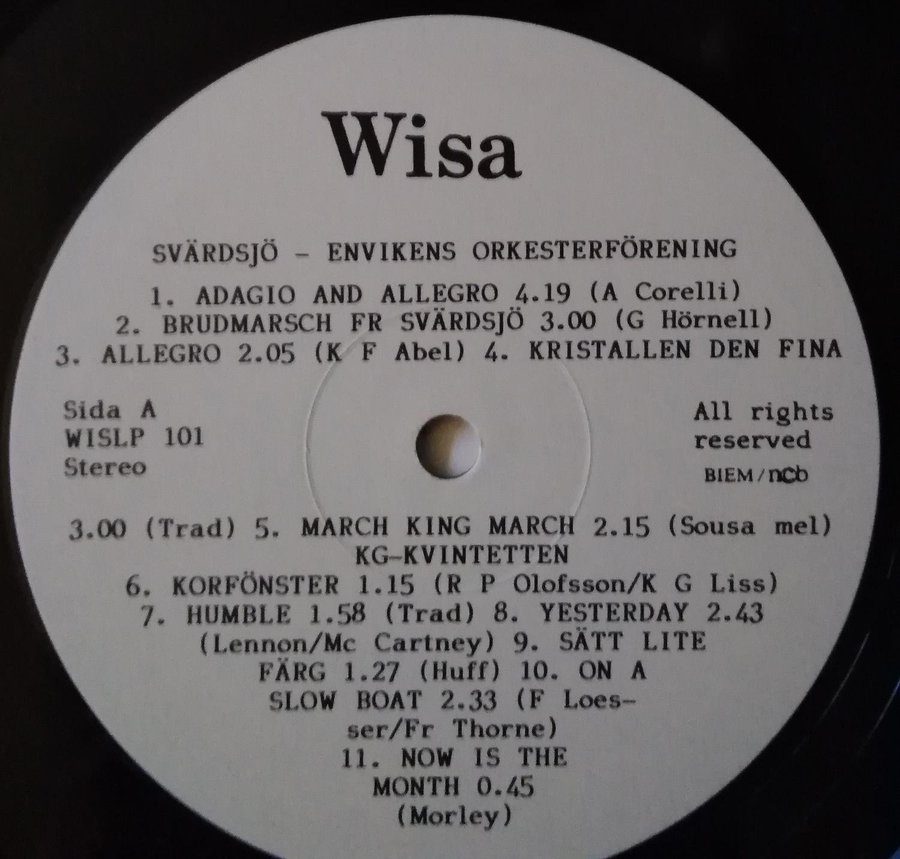 Wisa
SVÄRDSJÖ - ENVIKENS ORKESTERFÖRENING
1. ADAGIO AND ALLEGRO 4.19 (A Corelli)
2. BRUDMARSCH FR SVÄRDSJÖ 3.00 (G Hörnell)
3. ALLEGRO 2.05 (K F Abel) 4. KRISTALLEN DEN FINA
Sida A
WISLP 101
Stereo
All rights
reserved
BIEM/ncb
3.00 (Trad) 5. MARCH KING MARCH 2.15 (Sousa mel)
KG-KVINTETTEN
6. KORFÖNSTER 1.15 (R P Olofsson/K G Liss)
7. HUMBLE 1.58 (Trad) 8. YESTERDAY 2.43
(Lennon/Mc Cartney) 9. SÄTT LITE
FÄRG 1.27 (Huff) 10. ON A
SLOW BOAT 2.33 (F Loes-
ser/Fr Thorne)
11. NOW IS THE
MONTH 0.45
(Morley)